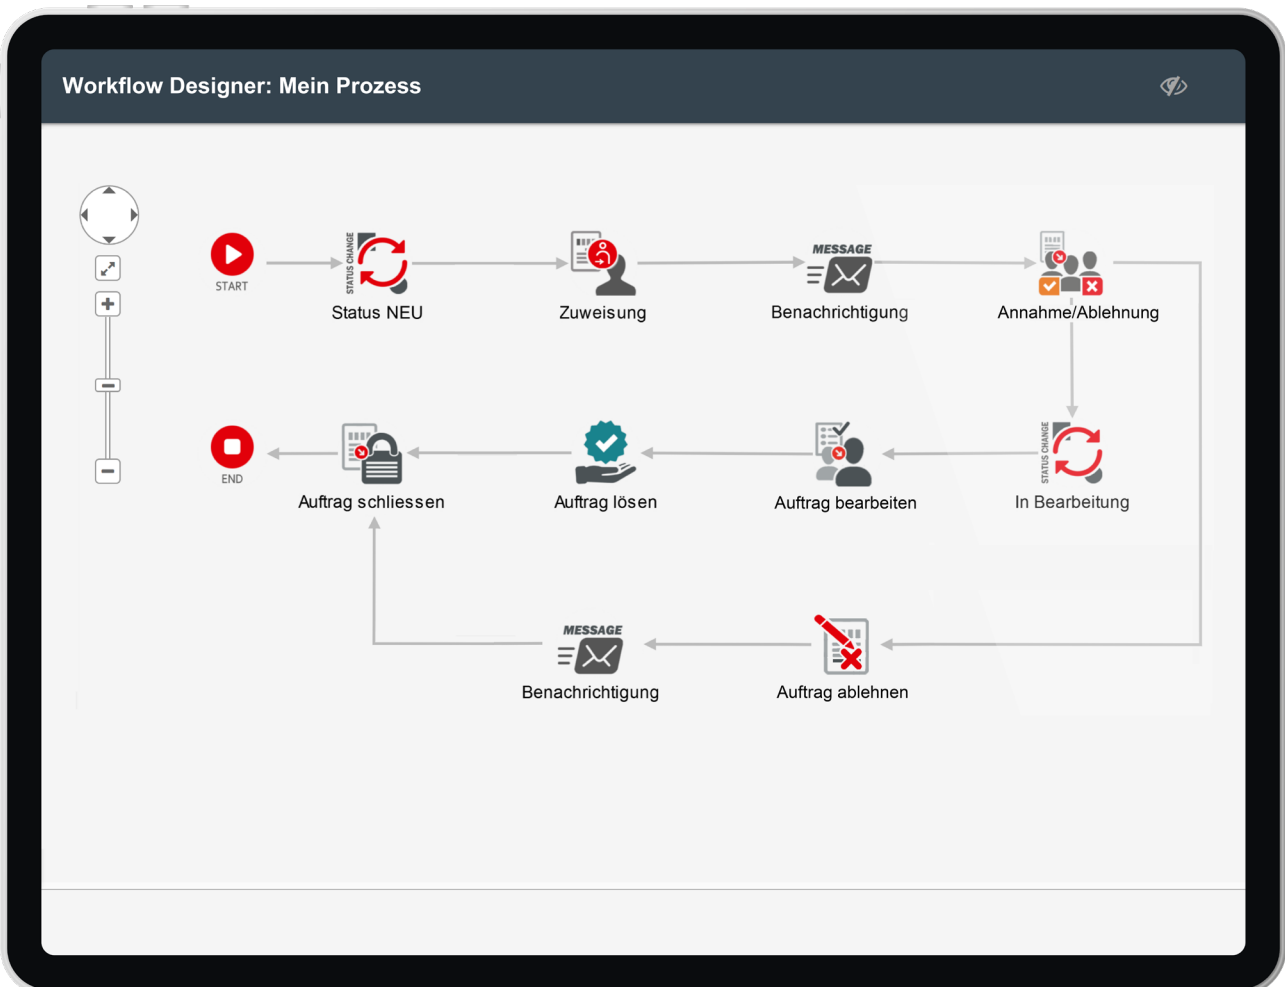 Workflow Designer: Mein Prozess
START
STATUS CHANGE
Status NEU
Zuweisung
MESSAGE
Benachrichtigung
Annahme/Ablehnung
END
Auftrag schliessen
Auftrag lösen
Auftrag bearbeiten
STATUS CHANGE
In Bearbeitung
MESSAGE
Benachrichtigung
Auftrag ablehnen